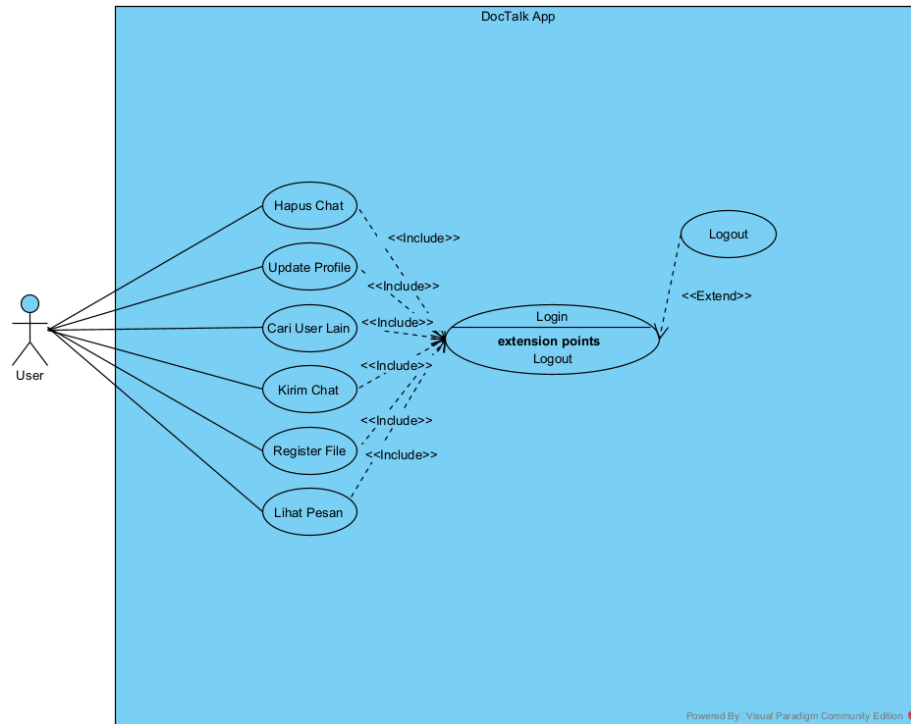 DocTalk App
Hapus Chat
<<Include>>
Logout
Update Profile
<<Include>>
<<Extend>>
Cari User Lain
<<Include>>
Login
extension points
Logout
User
Kirim Chat
<<Include>>
<<Include>>
Register File
<<Include>>
Lihat Pesan
Powered By Visual Paradigm Community Edition